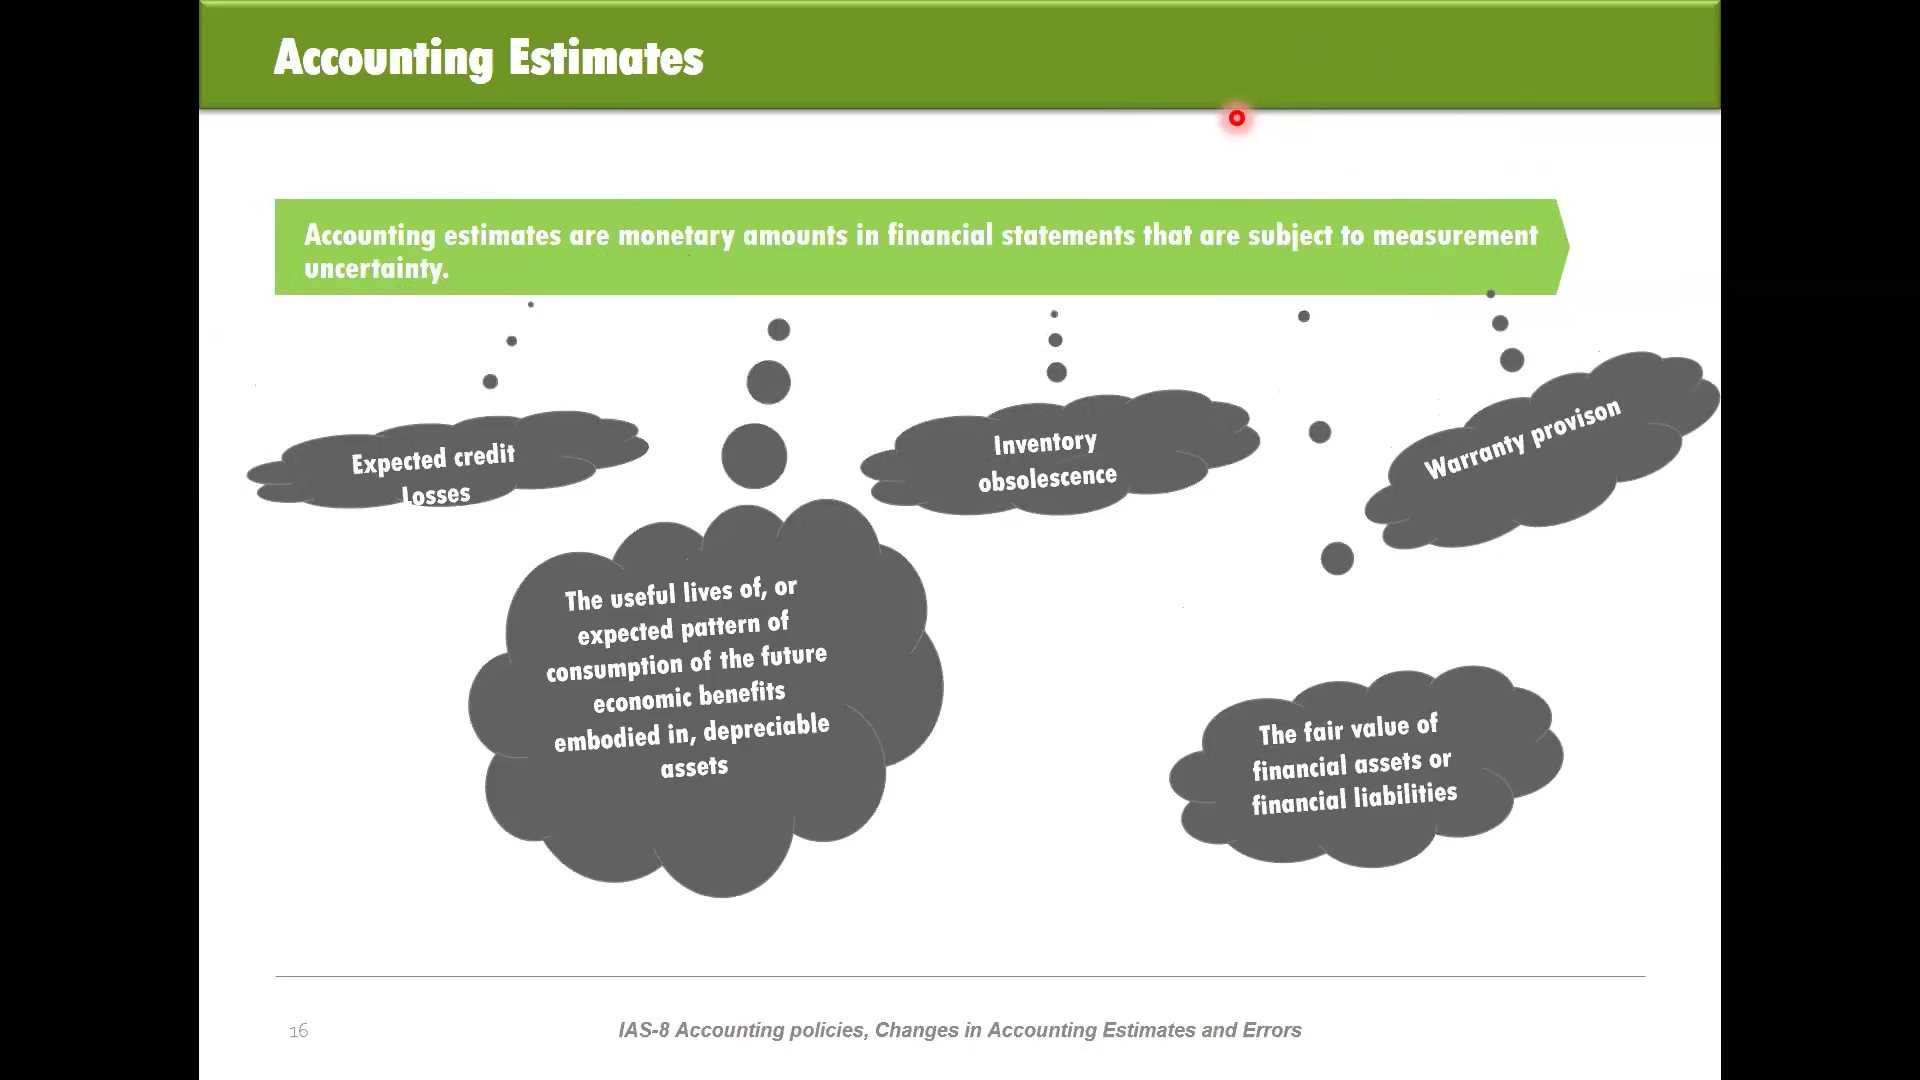 Accounting Estimates
Accounting estimates are monetary amounts in financial statements that are subject to measurement
uncertainty.
Expected credit
Losses
Inventory
obsolescence
Warranty provison
The useful lives of, or
expected pattern of
consumption of the future
economic benefits
embodied in, depreciable
assets
The fair value of
financial assets or
financial liabilities
16
IAS-8 Accounting policies, Changes in Accounting Estimates and Errors